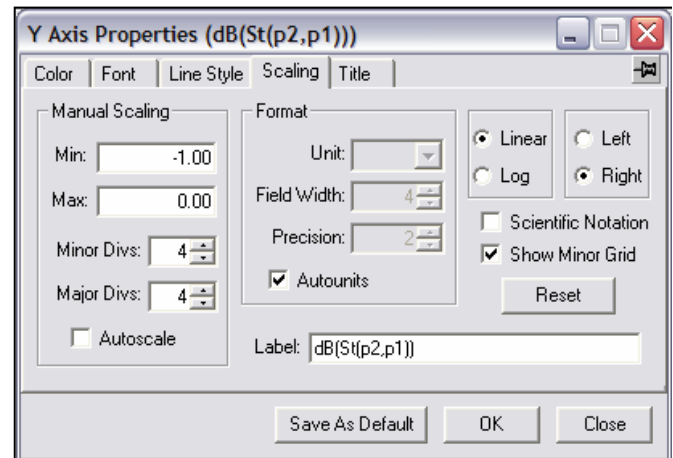 Y Axis Properties (dB(St(p2,p1)))
Color Font Line Style Scaling Title
Manual Scaling
Min: -1.00
Max: 0.00
Minor Divs: 4
Major Divs: 4
Autoscale
Format
Unit:
Field Width: 4
Precision: 2
Autounits
Linear
Log
Left
Right
Scientific Notation
Show Minor Grid
Reset
Label: dB(St(p2,p1))
Save As Default OK Close